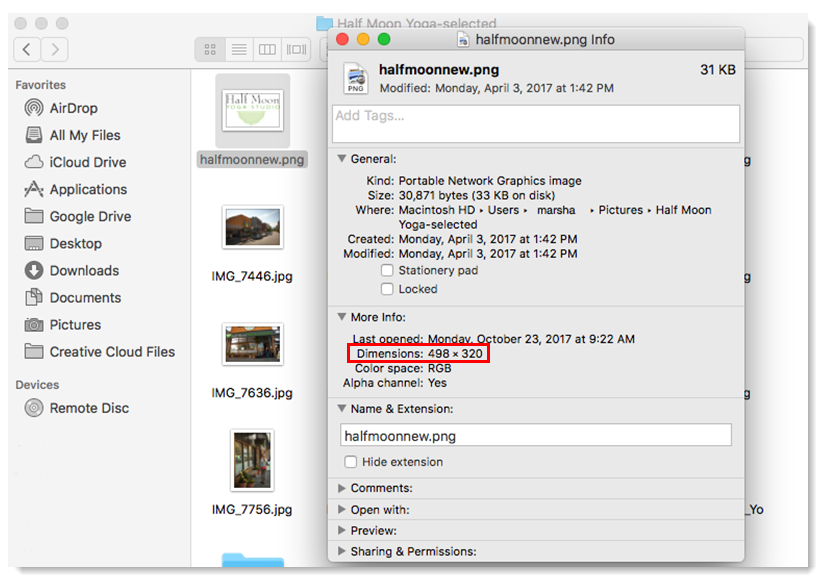 Half Moon Yoga-selected
halfmoonnew.png Info
halfmoonnew.png
31 KB
Modified: Monday, April 3, 2017 at 1:42 PM
Add Tags...
General:
Kind: Portable Network Graphics image
Size: 30,871 bytes (33 KB on disk)
Where: Macintosh HD ▸ Users ▸ marsha ▸ Pictures ▸ Half Moon
Yoga-selected
Created: Monday, April 3, 2017 at 1:42 PM
Modified: Monday, April 3, 2017 at 1:42 PM
Stationery pad
Locked
More Info:
Last opened: Monday, October 23, 2017 at 9:22 AM
Dimensions: 498 × 320
Color space: RGB
Alpha channel: Yes
Name & Extension:
halfmoonnew.png
Hide extension
Comments:
Open with:
Preview:
Sharing & Permissions:
Favorites
AirDrop
All My Files
iCloud Drive
Applications
Google Drive
Desktop
Downloads
Documents
Pictures
Creative Cloud Files
Devices
Remote Disc
Half Moon
YOGA STUDIO
halfmoonnew.png
IMG_7446.jpg
IMG_7636.jpg
IMG_7756.jpg
PNG
g
g
g
_Yo